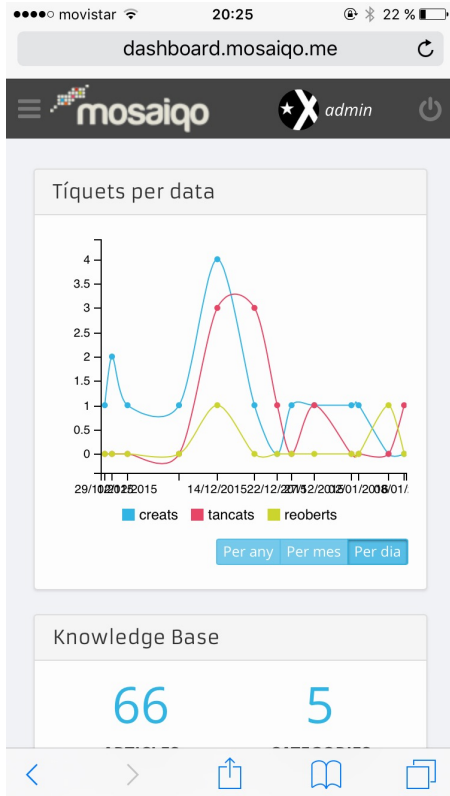 movistar 20:25 22 %
dashboard.mosaiqo.me
mosaiqo admin
Tíquets per data
4
3.5
3
2.5
2
1.5
1
0.5
0
14/12/2015
creats tancats reoberts
Per any Per mes Per dia
Knowledge Base
66 5